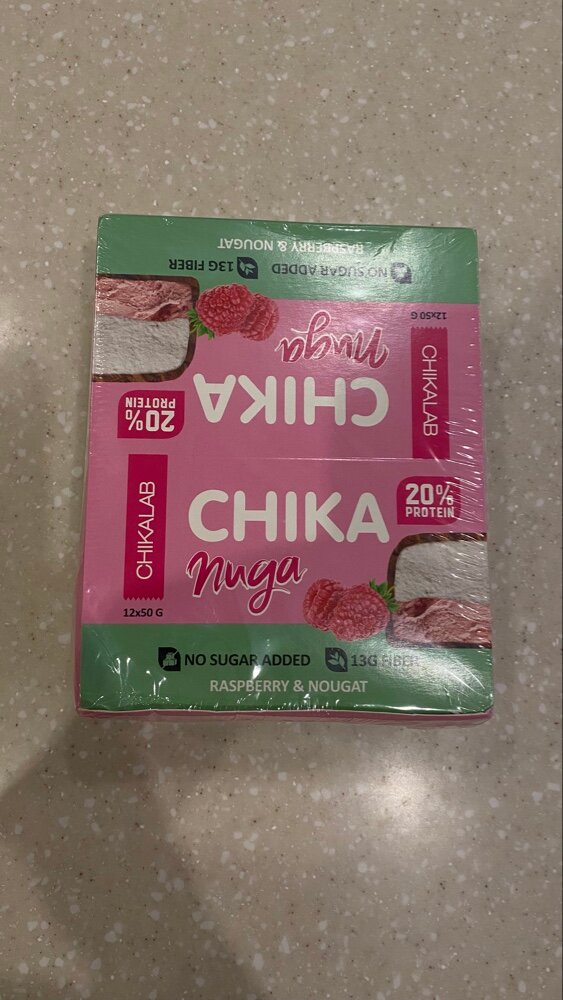 RASPBERRY & NOUGAT
NO SUGAR ADDED 13G FIBER
12x50 G
Nuga
CHIKA
CHIKALAB
20%
PROTEIN
CHIKALAB
CHIKA
20%
PROTEIN
Nuga
12x50 G
NO SUGAR ADDED 13G FIBER
RASPBERRY & NOUGAT